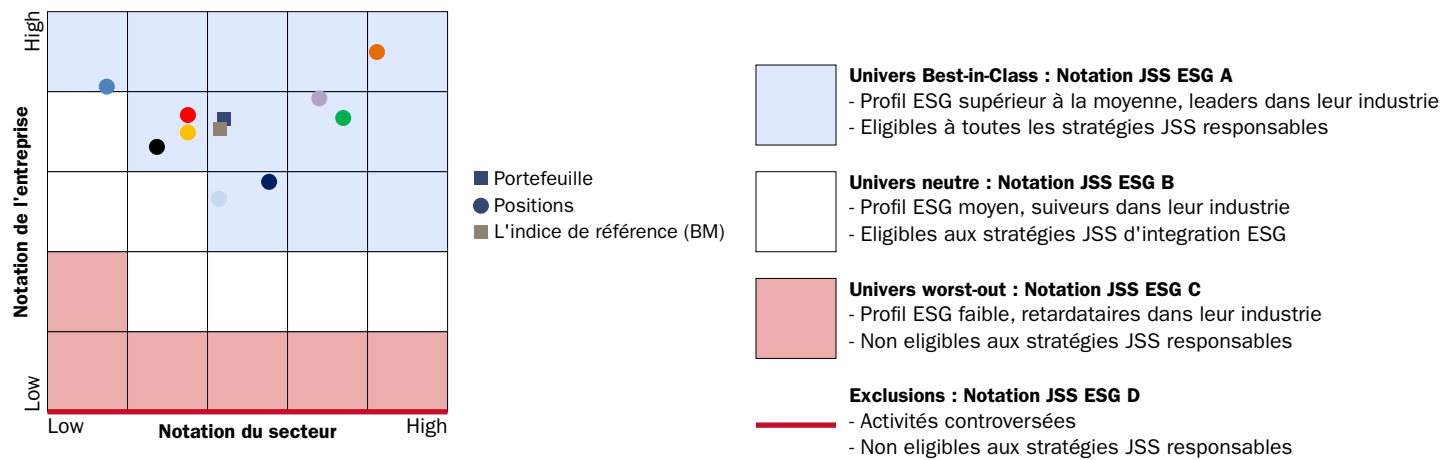 High
Notation de l'entreprise
Low
Low
Notation du secteur
High
Portefeuille
Positions
L'indice de référence (BM)
Univers Best-in-Class : Notation JSS ESG A
- Profil ESG supérieur à la moyenne, leaders dans leur industrie
- Eligibles à toutes les stratégies JSS responsables
Univers neutre : Notation JSS ESG B
- Profil ESG moyen, suiveurs dans leur industrie
- Eligibles aux stratégies JSS d'integration ESG
Univers worst-out : Notation JSS ESG C
- Profil ESG faible, retardataires dans leur industrie
- Non eligibles aux stratégies JSS responsables
Exclusions : Notation JSS ESG D
- Activités controversées
- Non eligibles aux stratégies JSS responsables